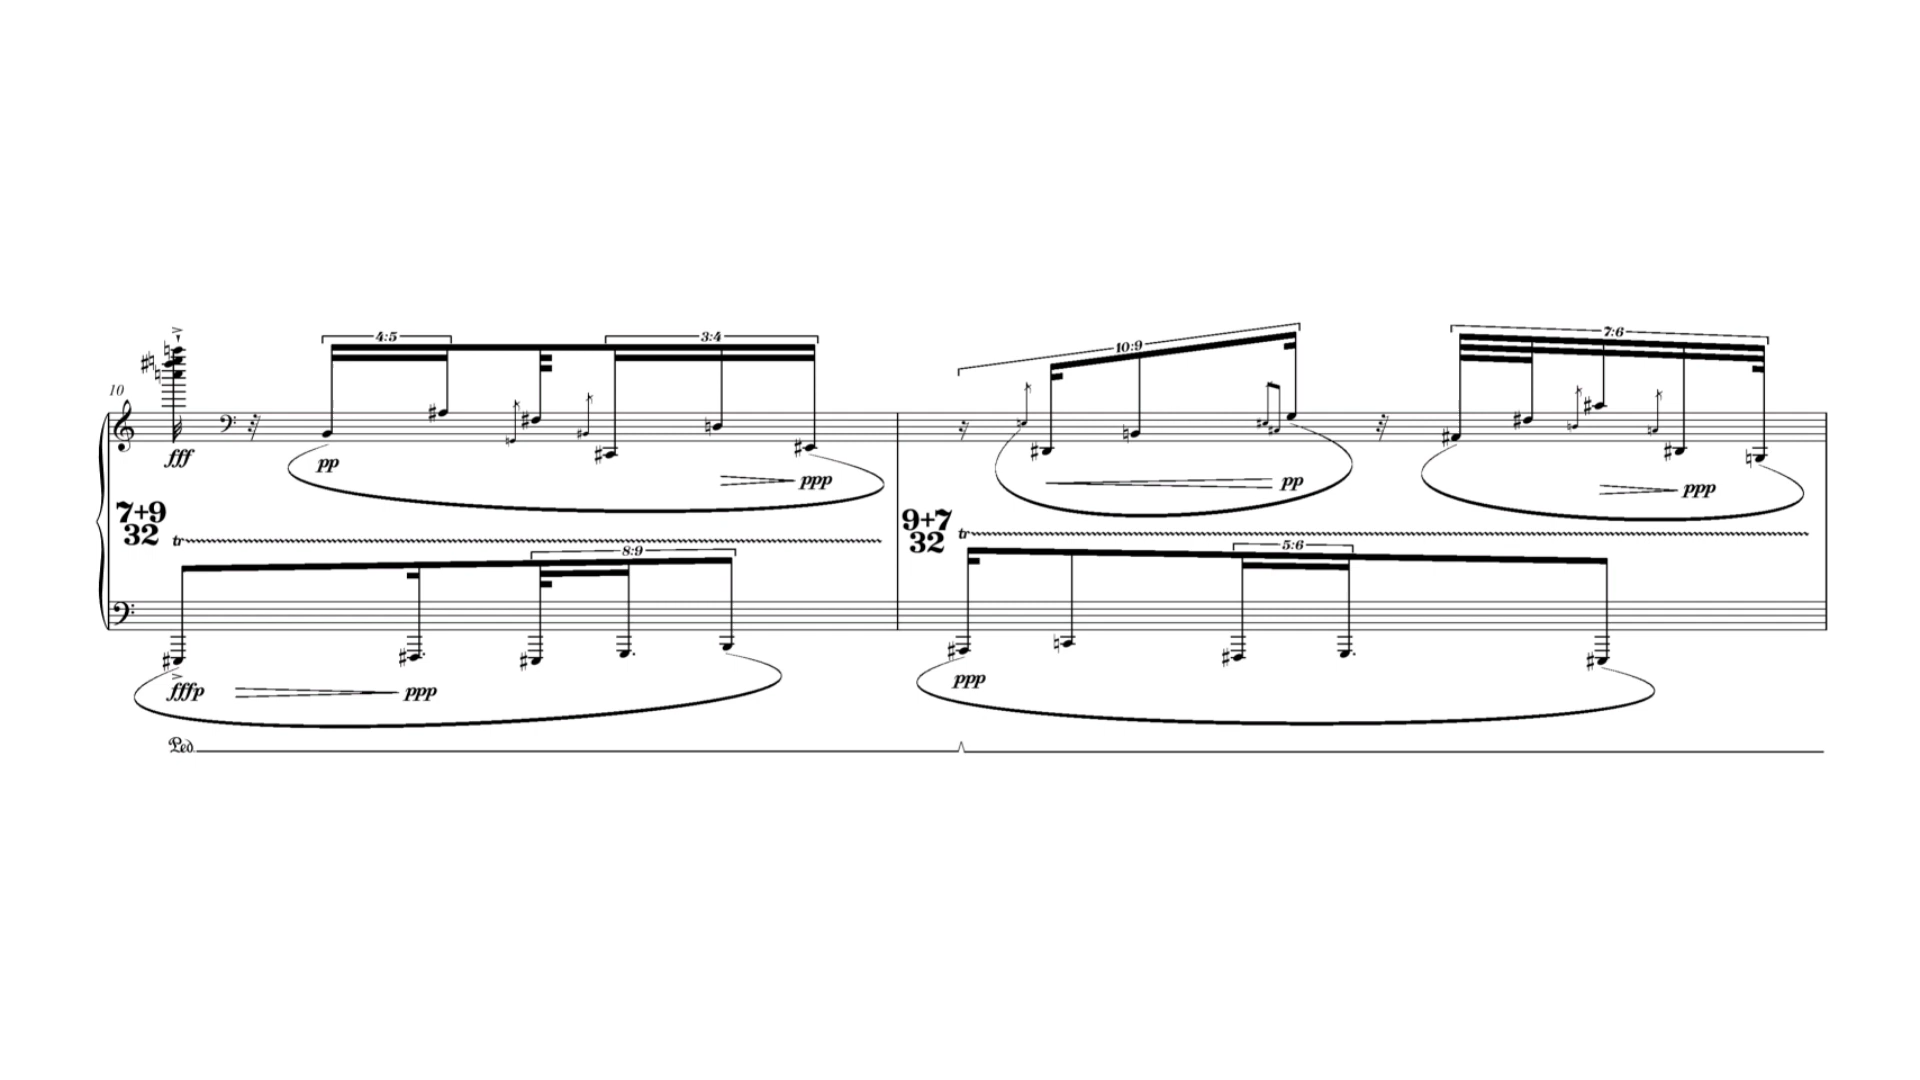 4:5 3:4 10:9 7:6
10
fff pp ppp pp ppp
7+9
32
9+7
32
tr tr
8:9 5:6
fffp ppp ppp
Ped